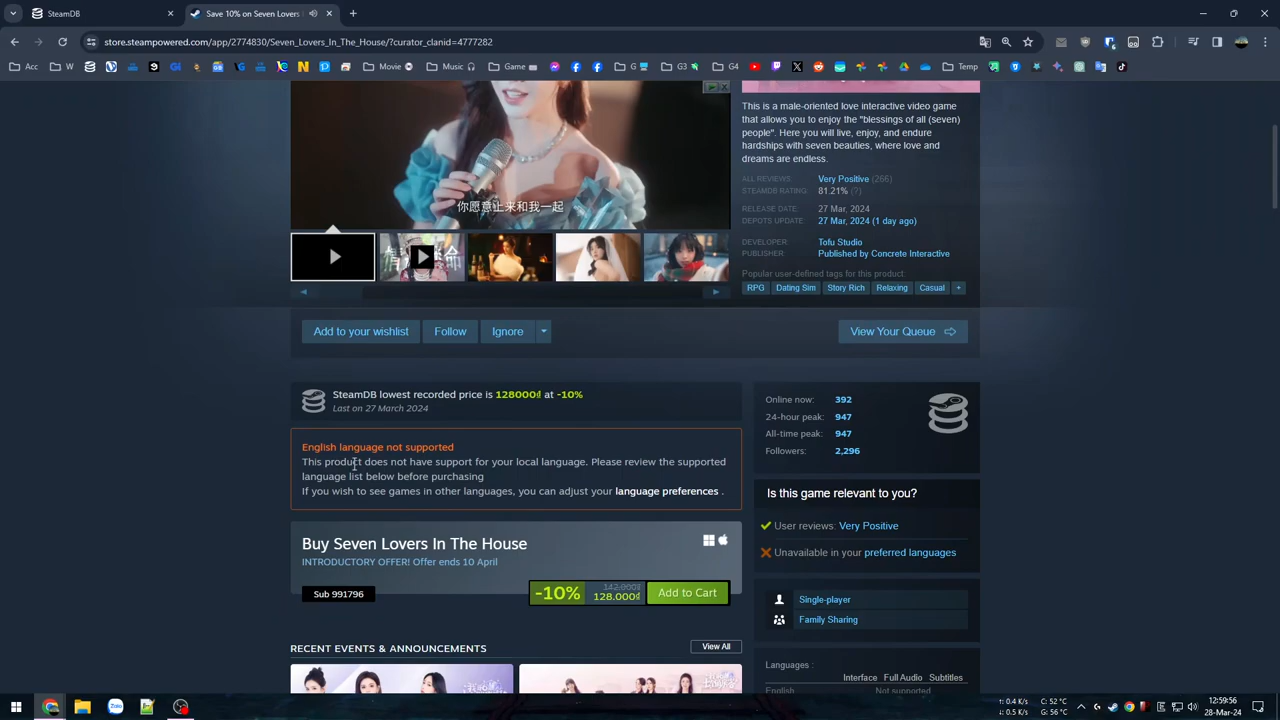 SteamDB
Save 10% on Seven Lovers I
store.steampowered.com/app/2774830/Seven_Lovers_In_The_House/?curator_clanid=4777282
Acc
W
Movie
Music
Game
G
G3
G4
Temp
你愿意上来和我一起
This is a male-oriented love interactive video game
that allows you to enjoy the "blessings of all (seven)
people". Here you will live, enjoy, and endure
hardships with seven beauties, where love and
dreams are endless.
ALL REVIEWS: Very Positive (266)
STEAMDB RATING: 81.21% (?)
RELEASE DATE: 27 Mar, 2024
DEPOTS UPDATE: 27 Mar, 2024 (1 day ago)
DEVELOPER: Tofu Studio
PUBLISHER: Published by Concrete Interactive
Popular user-defined tags for this product:
RPG Dating Sim Story Rich Relaxing Casual +
Add to your wishlist Follow Ignore View Your Queue
SteamDB lowest recorded price is 128000₫ at -10%
Last on 27 March 2024
English language not supported
This product does not have support for your local language. Please review the supported
language list below before purchasing
If you wish to see games in other languages, you can adjust your language preferences .
Buy Seven Lovers In The House
INTRODUCTORY OFFER! Offer ends 10 April
Sub 991796
-10%
142.000₫
128.000₫
Add to Cart
RECENT EVENTS & ANNOUNCEMENTS View All
Online now: 392
24-hour peak: 947
All-time peak: 947
Followers: 2,296
Is this game relevant to you?
User reviews: Very Positive
Unavailable in your preferred languages
Single-player
Family Sharing
Languages :
Interface Full Audio Subtitles
English Not supported
Zalo
↑: 0.4 K/s
↓: 0.5 K/s
C: 52 °C
G: 56 °C
12:59:56
28-Mar-24